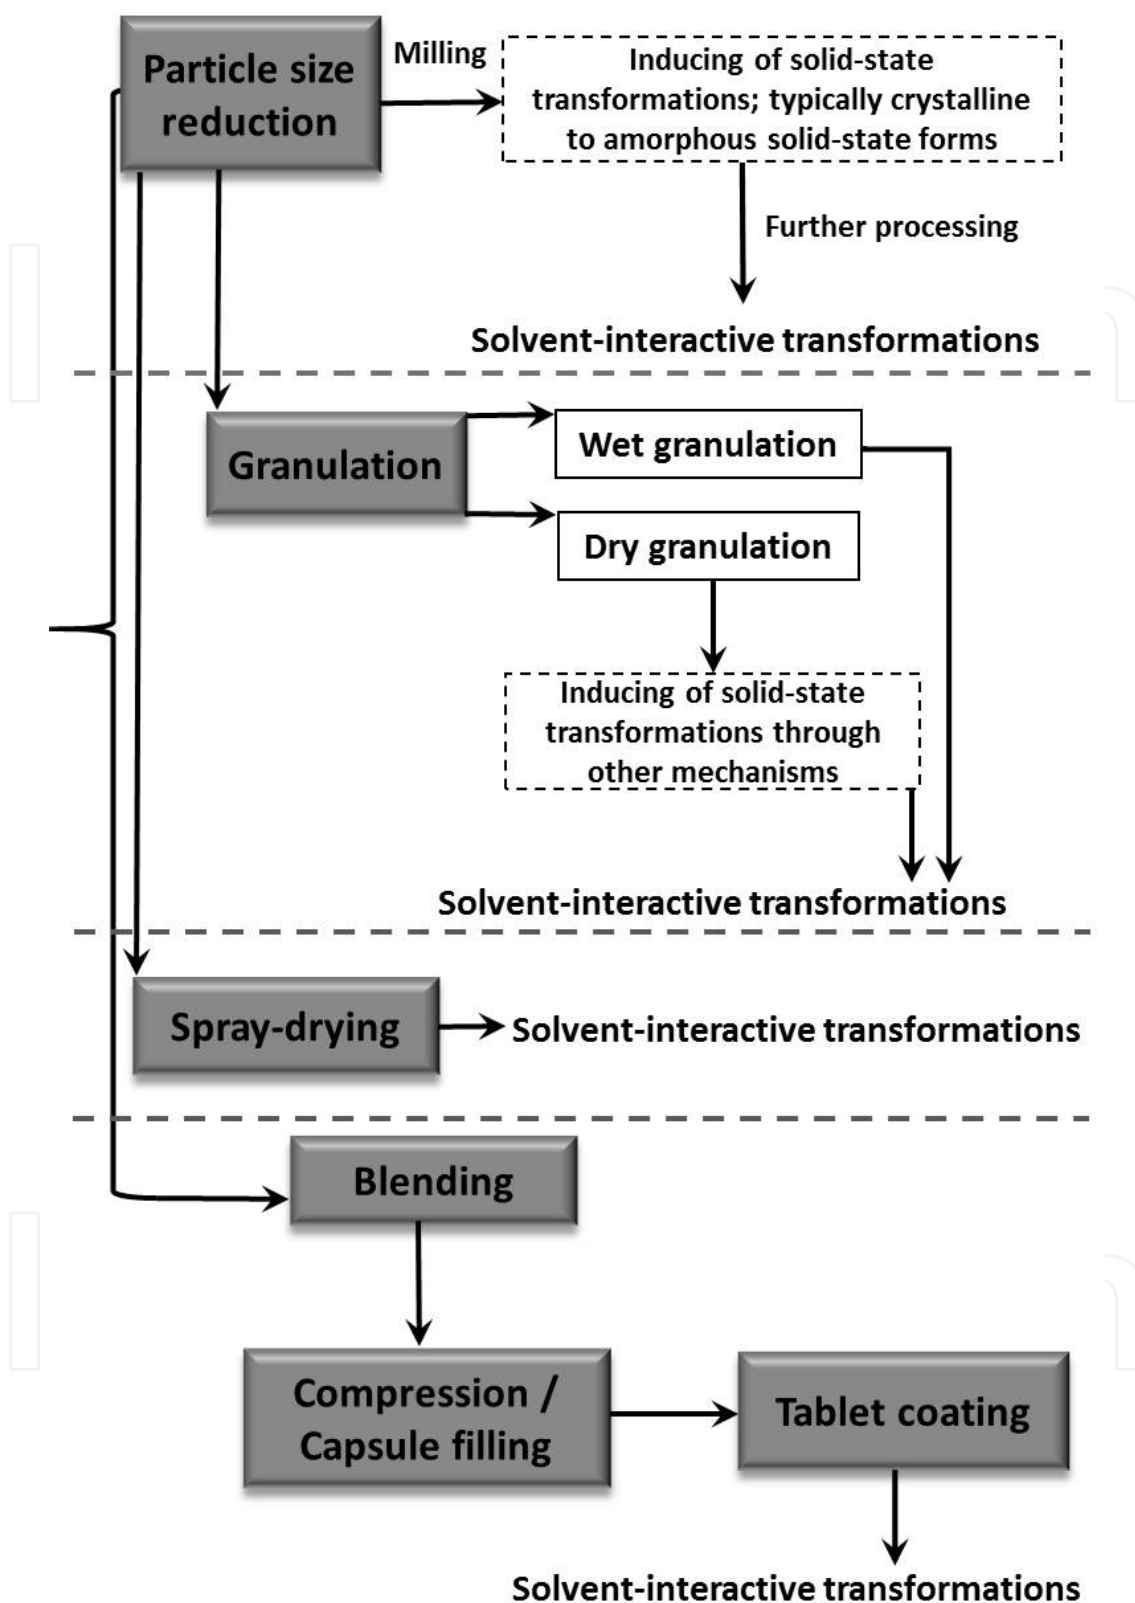 Particle size
reduction
Milling
Inducing of solid-state
transformations; typically crystalline
to amorphous solid-state forms
Further processing
Solvent-interactive transformations
Granulation
Wet granulation
Dry granulation
Inducing of solid-state
transformations through
other mechanisms
Solvent-interactive transformations
Spray-drying
Solvent-interactive transformations
Blending
Compression /
Capsule filling
Tablet coating
Solvent-interactive transformations